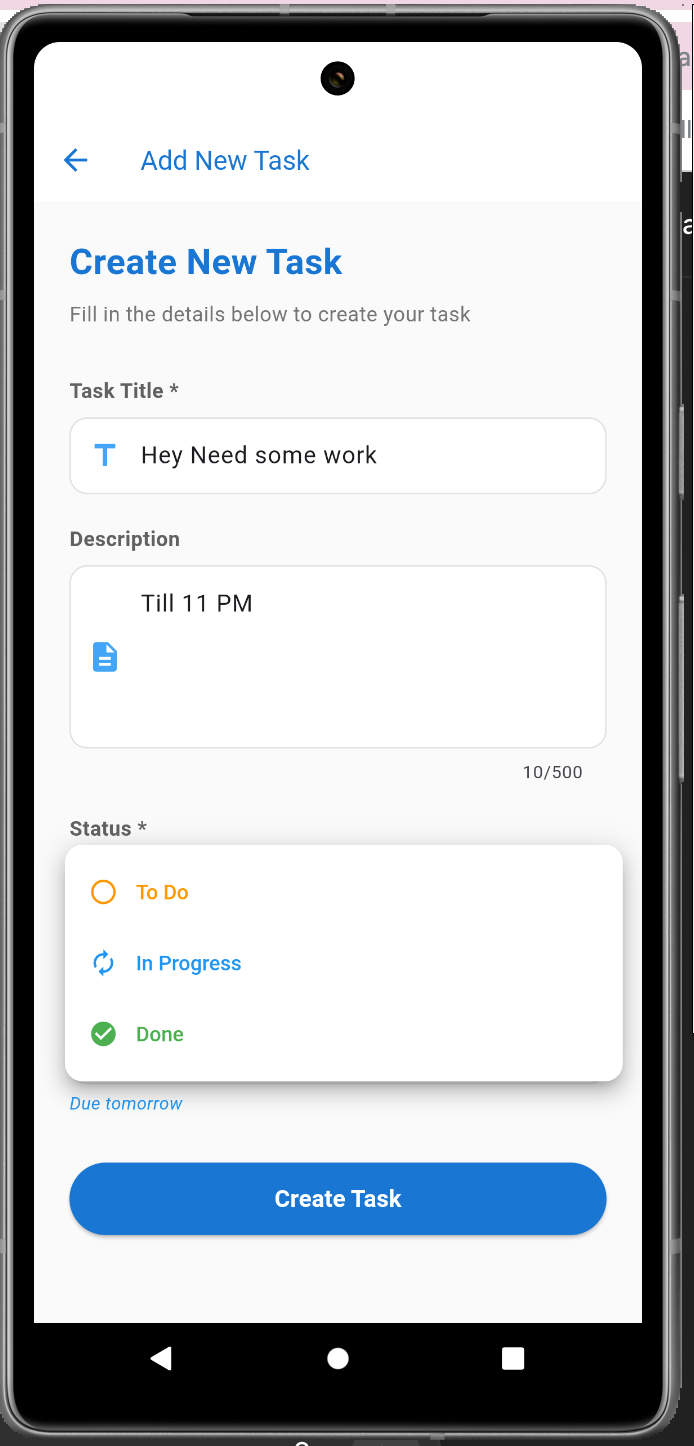 Add New Task
Create New Task
Fill in the details below to create your task
Task Title *
Hey Need some work
Description
Till 11 PM
10/500
Status *
To Do
In Progress
Done
Due tomorrow
Create Task